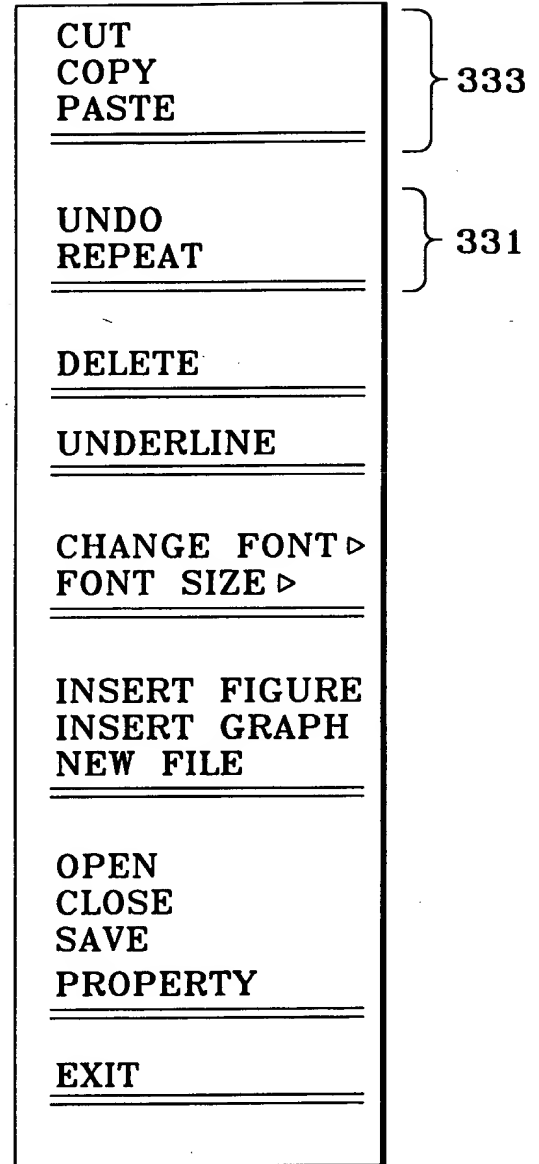 CUT
COPY
PASTE
333
UNDO
REPEAT
331
DELETE
UNDERLINE
CHANGE FONT ▷
FONT SIZE ▷
INSERT FIGURE
INSERT GRAPH
NEW FILE
OPEN
CLOSE
SAVE
PROPERTY
EXIT